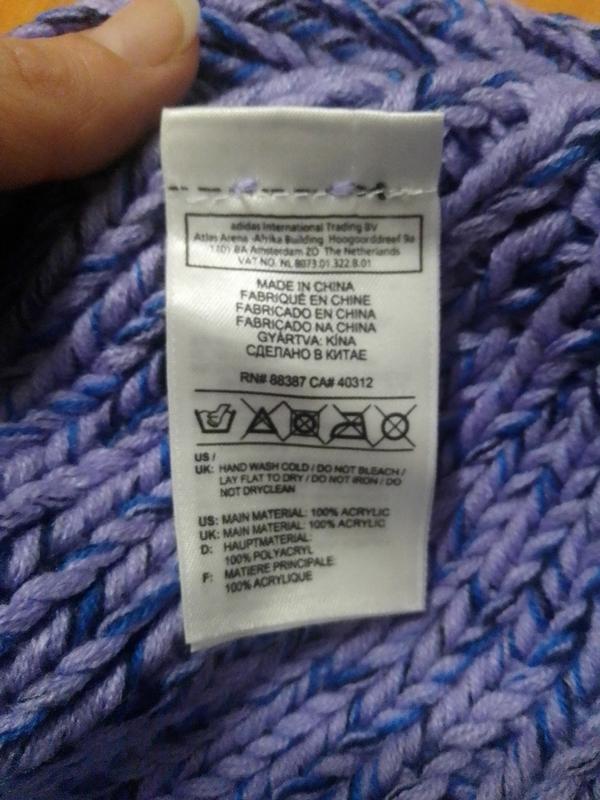 adidas International Trading BV
Atlas Arena -Afrika Building Hoogoorddreef 9a
1101 BA Amsterdam ZO The Netherlands
VAT NO. NL 8073.01.322.B.01
MADE IN CHINA
FABRIQUÉ EN CHINE
FABRICADO EN CHINA
FABRICADO NA CHINA
GYÁRTVA: KÍNA
СДЕЛАНО В КИТАЕ
RN# 88387 CA# 40312
US /
UK: HAND WASH COLD / DO NOT BLEACH /
LAY FLAT TO DRY / DO NOT IRON / DO
NOT DRYCLEAN
US: MAIN MATERIAL: 100% ACRYLIC
UK: MAIN MATERIAL: 100% ACRYLIC
D: HAUPTMATERIAL:
100% POLYACRYL
F: MATIERE PRINCIPALE:
100% ACRYLIQUE